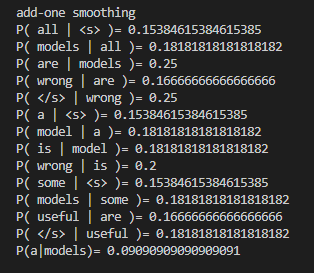 add-one smoothing
P( all | <s> )= 0.15384615384615385
P( models | all )= 0.18181818181818182
P( are | models )= 0.25
P( wrong | are )= 0.16666666666666666
P( </s> | wrong )= 0.25
P( a | <s> )= 0.15384615384615385
P( model | a )= 0.18181818181818182
P( is | model )= 0.18181818181818182
P( wrong | is )= 0.2
P( some | <s> )= 0.15384615384615385
P( models | some )= 0.18181818181818182
P( useful | are )= 0.16666666666666666
P( </s> | useful )= 0.18181818181818182
P(a|models)= 0.09090909090909091